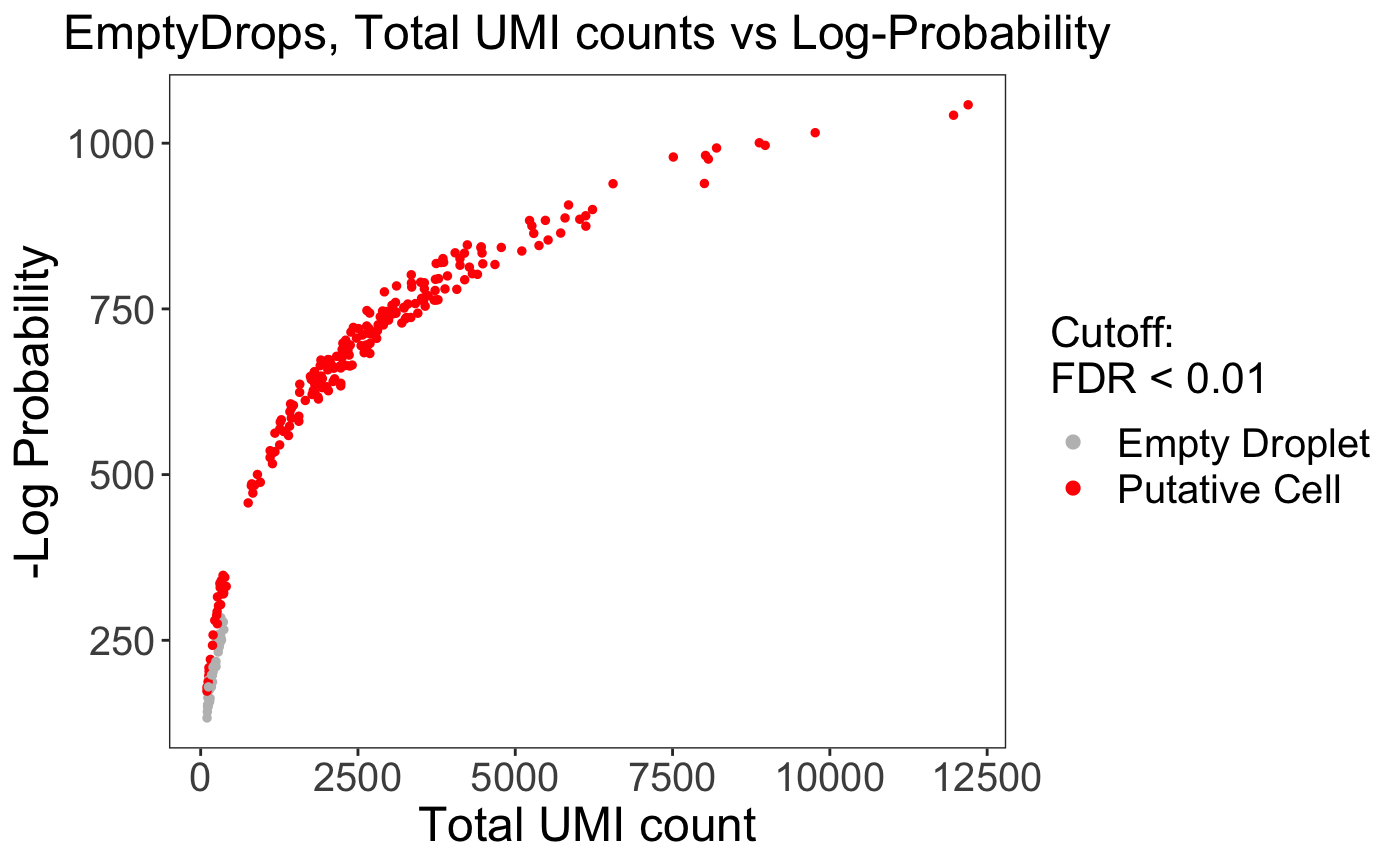 EmptyDrops, Total UMI counts vs Log-Probability
1000
750
500
250
-Log Probability
0 2500 5000 7500 10000 12500
Total UMI count
Cutoff:
FDR < 0.01
Empty Droplet
Putative Cell